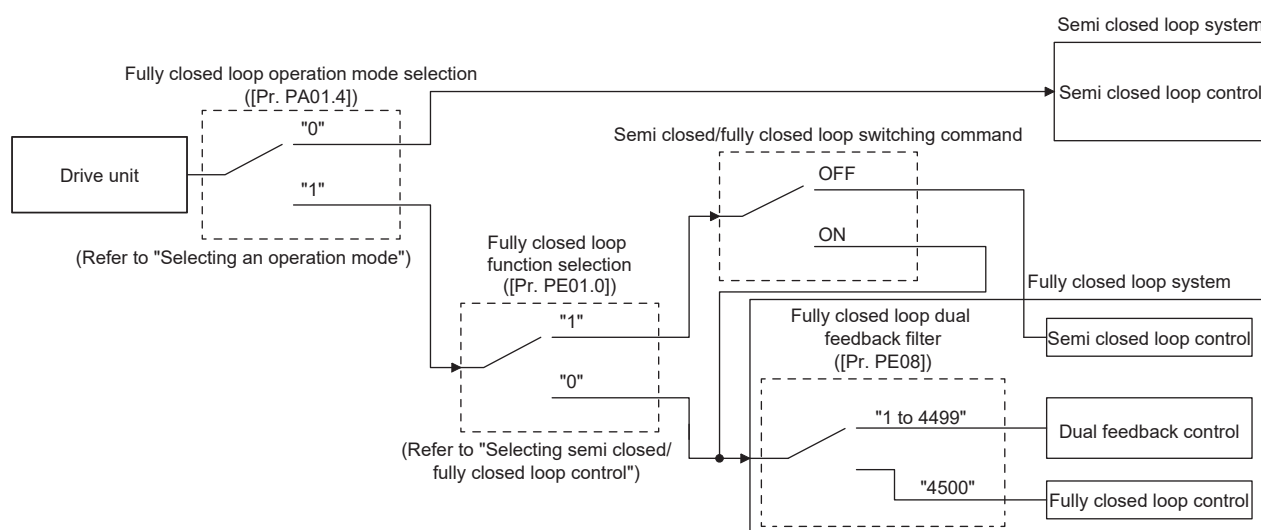 Semi closed loop system
Fully closed loop operation mode selection
([Pr. PA01.4])
Semi closed loop control
"0"
Semi closed/fully closed loop switching command
Drive unit
OFF
"1"
ON
(Refer to "Selecting an operation mode")
Fully closed loop
function selection
([Pr. PE01.0])
Fully closed loop system
Fully closed loop dual
feedback filter
([Pr. PE08])
"1"
Semi closed loop control
"0"
"1 to 4499"
Dual feedback control
(Refer to "Selecting semi closed/
fully closed loop control")
"4500"
Fully closed loop control